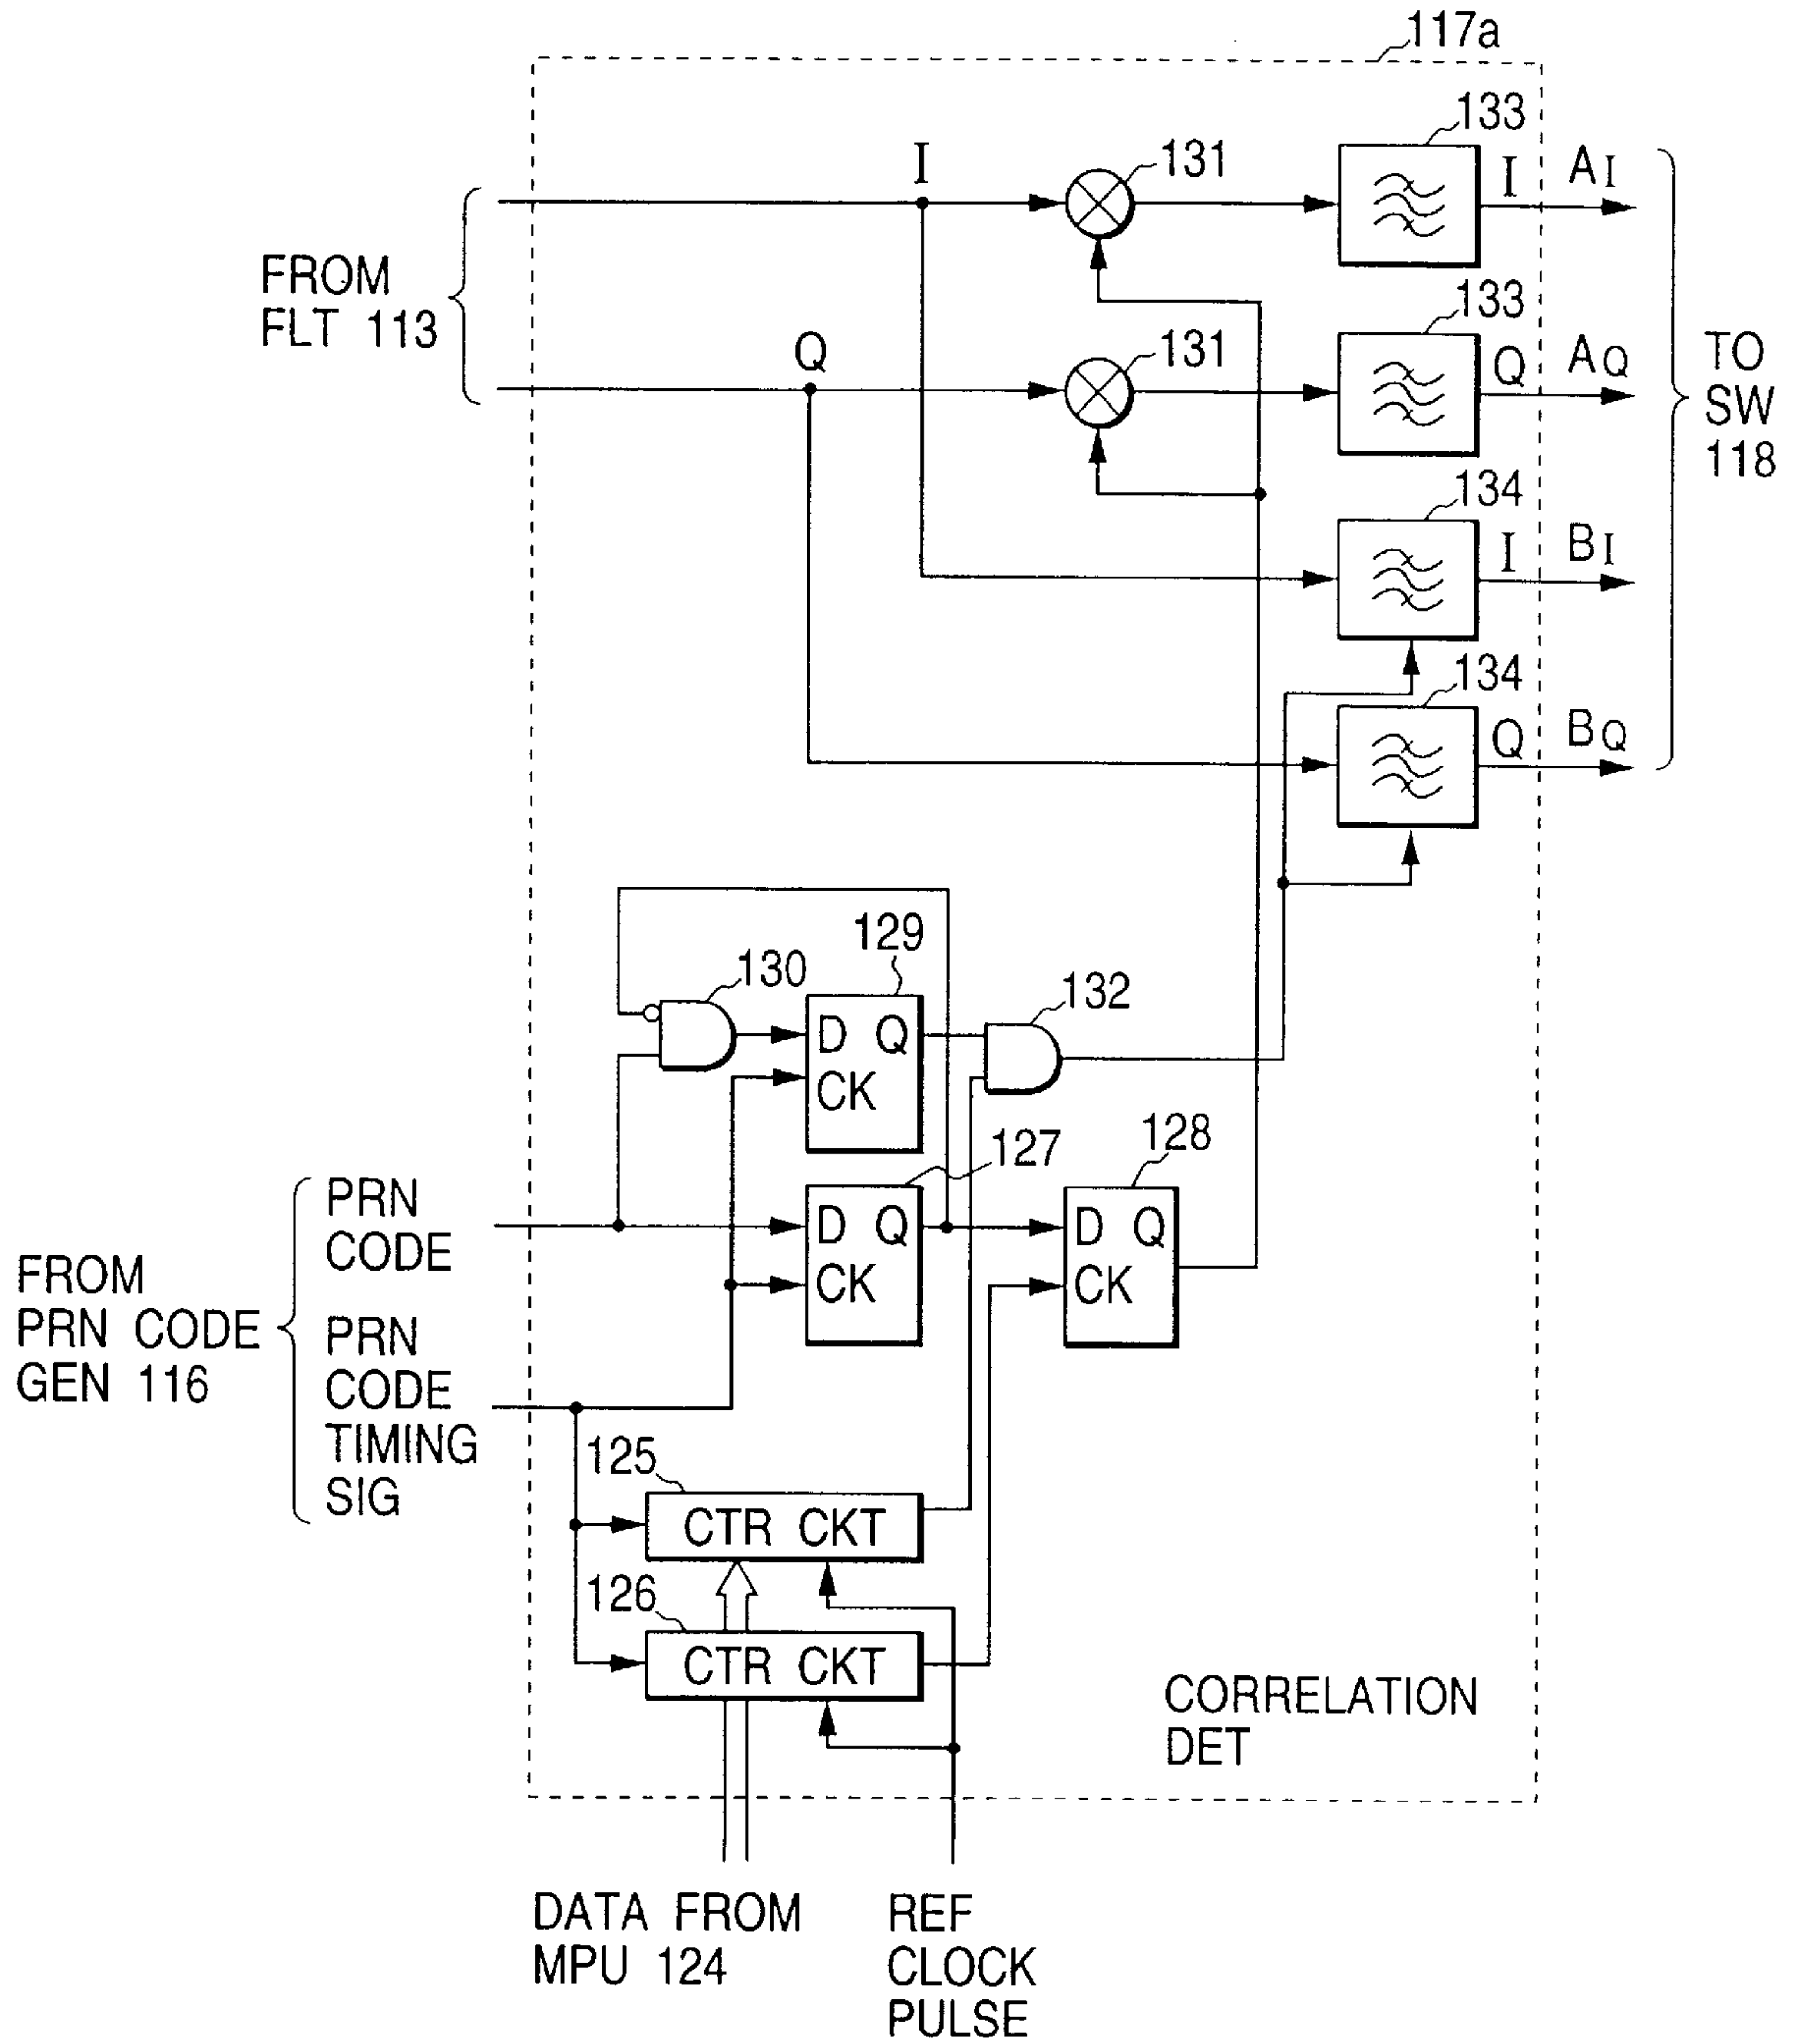 117a
133
I
131
I
AI
FROM
FLT 113
133
Q
131
Q
AQ
TO
SW
118
134
I
BI
134
Q
BQ
129
130
132
D Q
CK
127
128
PRN
CODE
D Q
CK
D Q
CK
FROM
PRN CODE
GEN 116
PRN
CODE
TIMING
SIG
125
CTR CKT
126
CTR CKT
CORRELATION
DET
DATA FROM
MPU 124
REF
CLOCK
PULSE